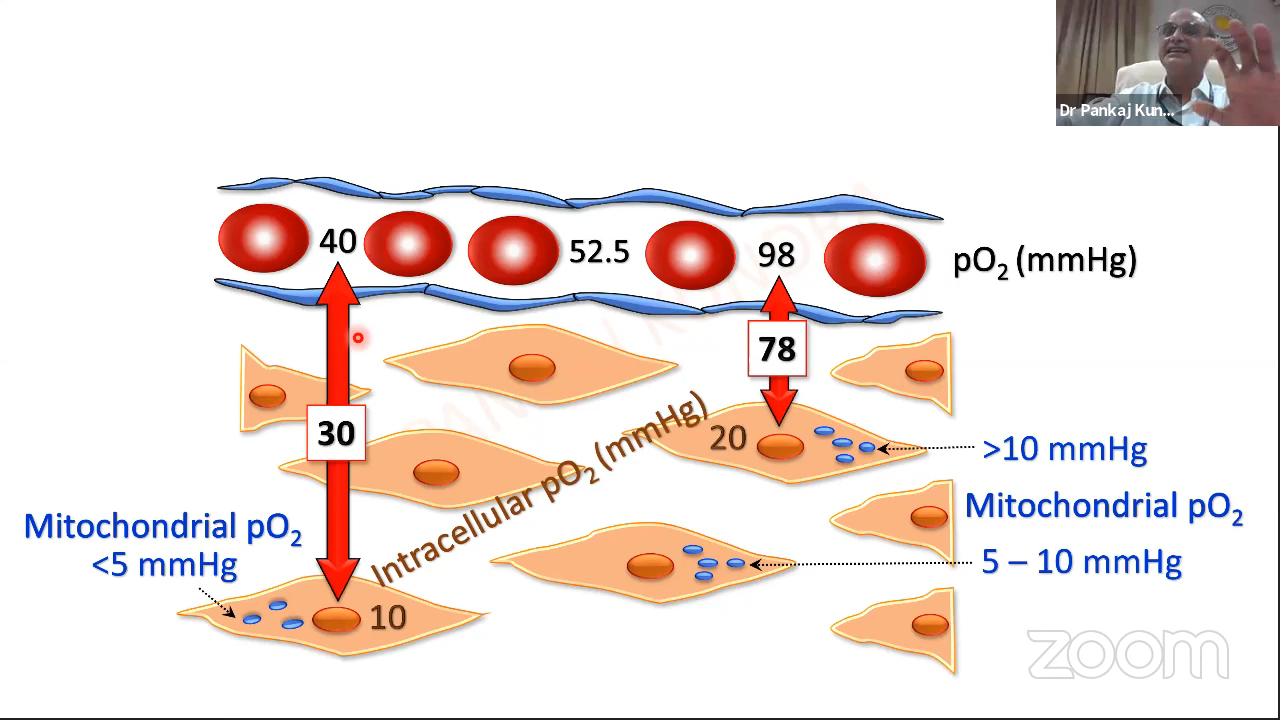 Dr Pankaj Kun...
40
52.5
98
pO₂ (mmHg)
78
30
20
>10 mmHg
Intracellular pO₂ (mmHg)
Mitochondrial pO₂
<5 mmHg
Mitochondrial pO₂
5 – 10 mmHg
10
zoom